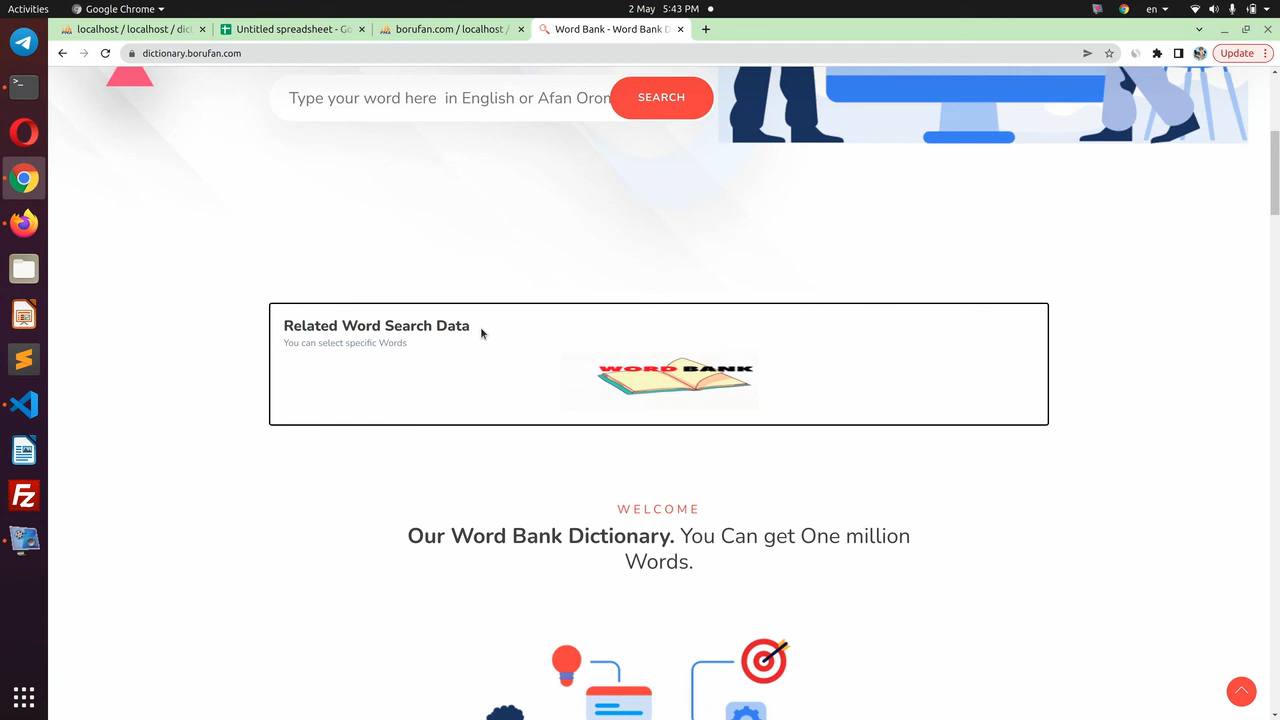 Activities
Google Chrome
2 May 5:43 PM
en
localhost / localhost / dict
Untitled spreadsheet - Go
borufan.com / localhost /
Word Bank - Word Bank D
dictionary.borufan.com
Update
Type your word here in English or Afan Orom
SEARCH
Related Word Search Data
You can select specific Words
WORD BANK
WELCOME
Our Word Bank Dictionary. You Can get One million
Words.